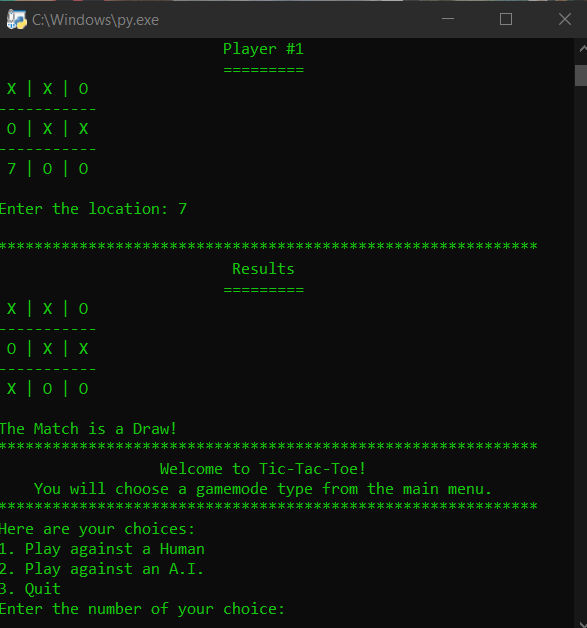 C:\Windows\py.exe
Player #1
=========
X | X | O
-----------
O | X | X
-----------
7 | O | O
Enter the location: 7
************************************************************
Results
=========
X | X | O
-----------
O | X | X
-----------
X | O | O
The Match is a Draw!
************************************************************
Welcome to Tic-Tac-Toe!
You will choose a gamemode type from the main menu.
************************************************************
Here are your choices:
1. Play against a Human
2. Play against an A.I.
3. Quit
Enter the number of your choice: